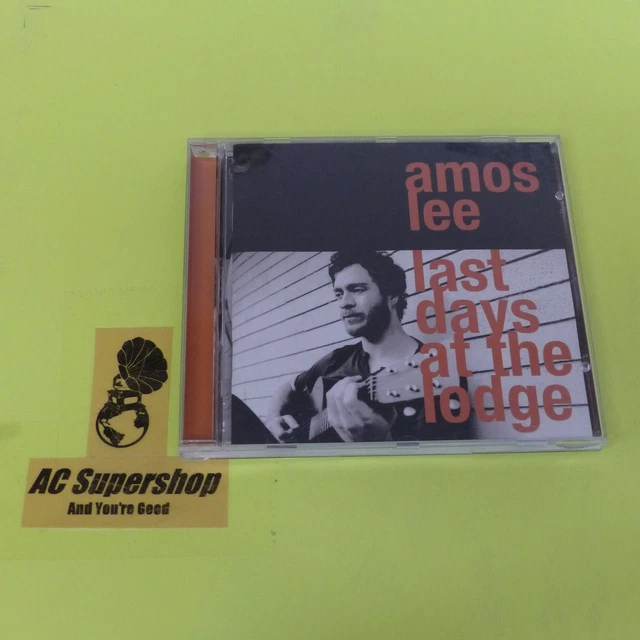 amos
lee
last
days
at the
lodge
AC Supershop
And You're Good